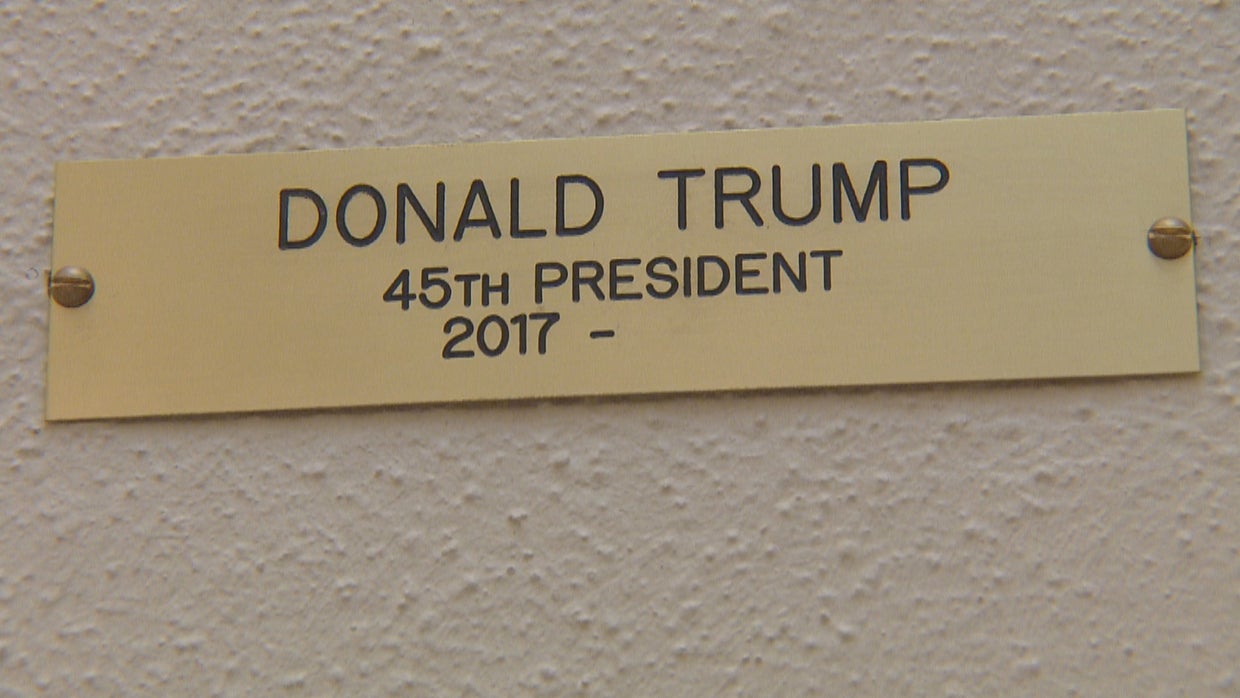 DONALD TRUMP
45TH PRESIDENT
2017 -